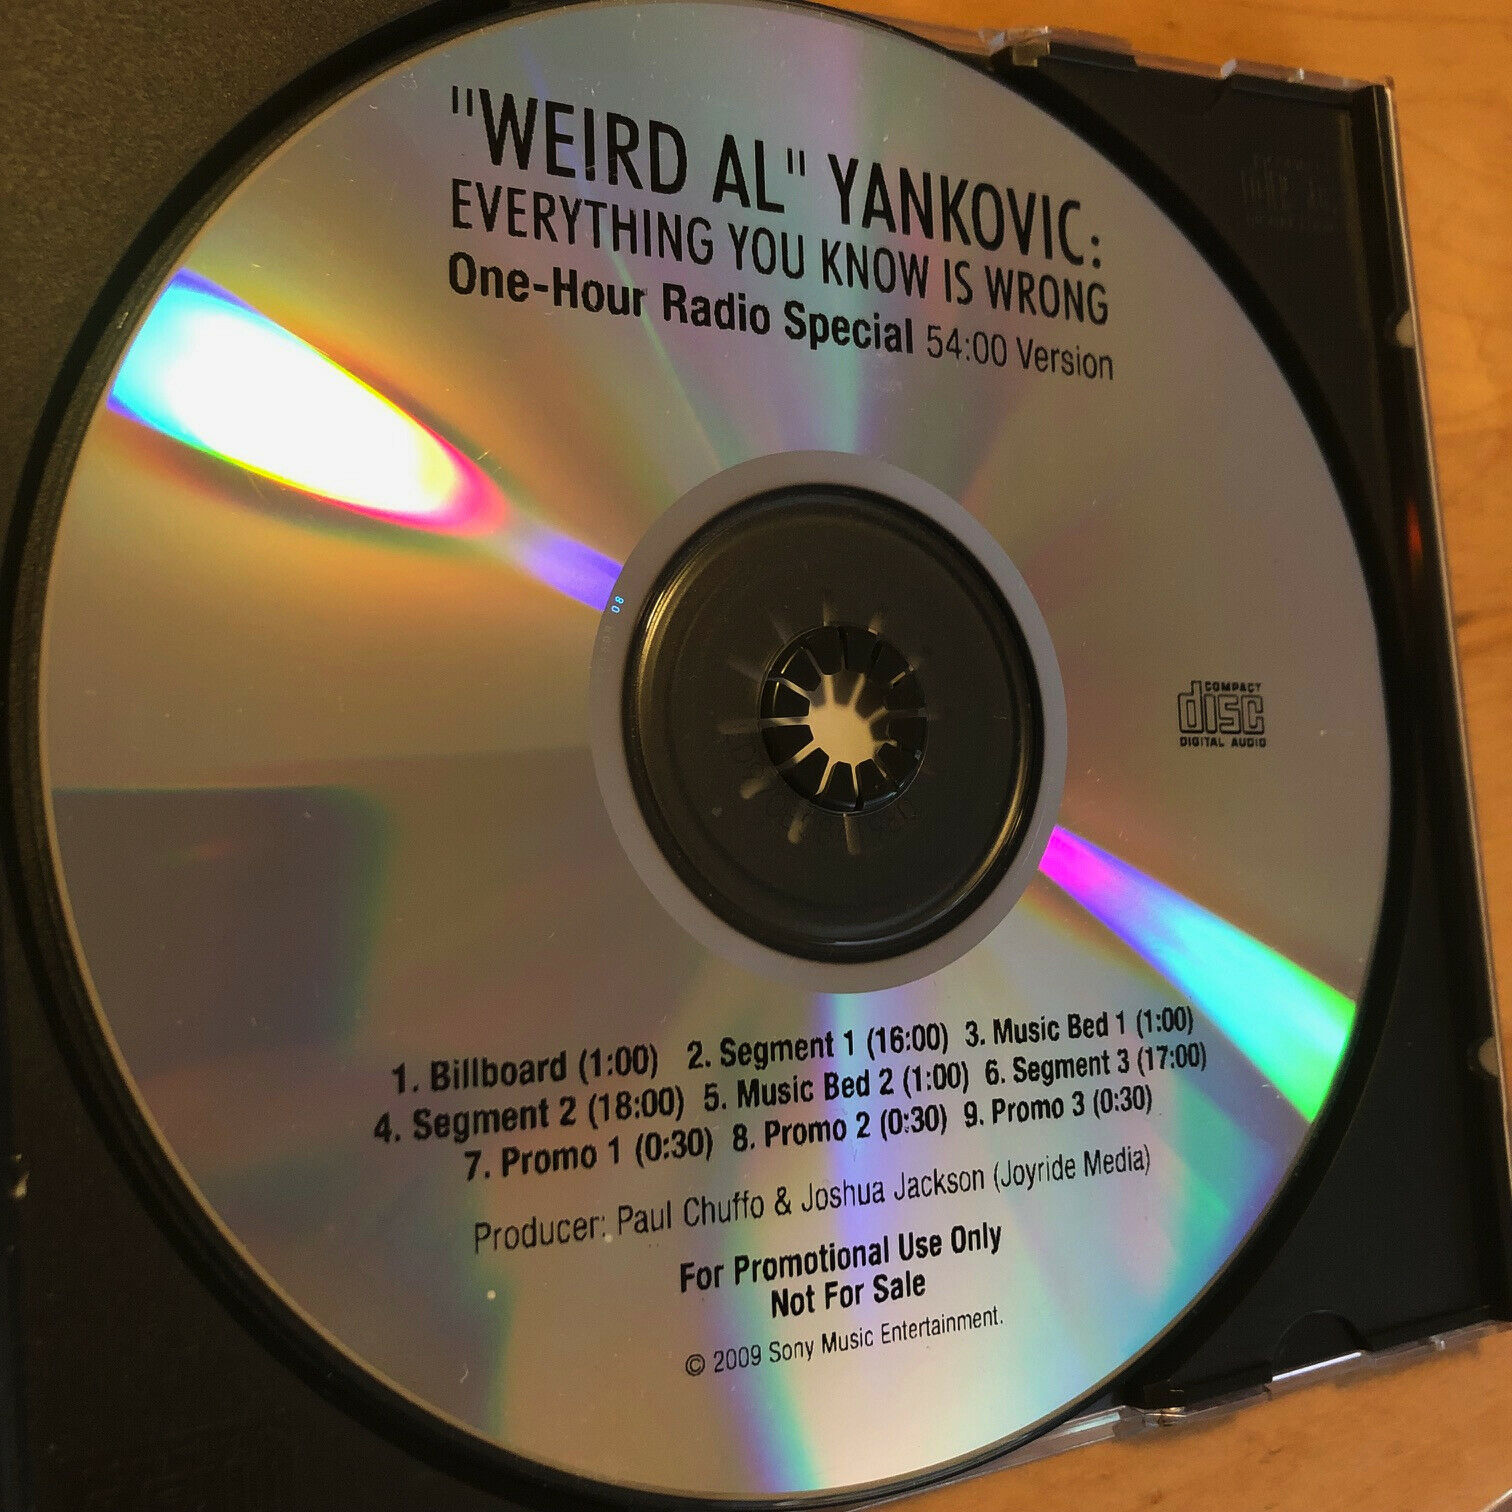 "WEIRD AL" YANKOVIC:
EVERYTHING YOU KNOW IS WRONG
One-Hour Radio Special 54:00 Version
COMPACT
disc
DIGITAL AUDIO
1. Billboard (1:00) 2. Segment 1 (16:00) 3. Music Bed 1 (1:00)
4. Segment 2 (18:00) 5. Music Bed 2 (1:00) 6. Segment 3 (17:00)
7. Promo 1 (0:30) 8. Promo 2 (0:30) 9. Promo 3 (0:30)
Producer: Paul Chuffo & Joshua Jackson (Joyride Media)
For Promotional Use Only
Not For Sale
© 2009 Sony Music Entertainment.